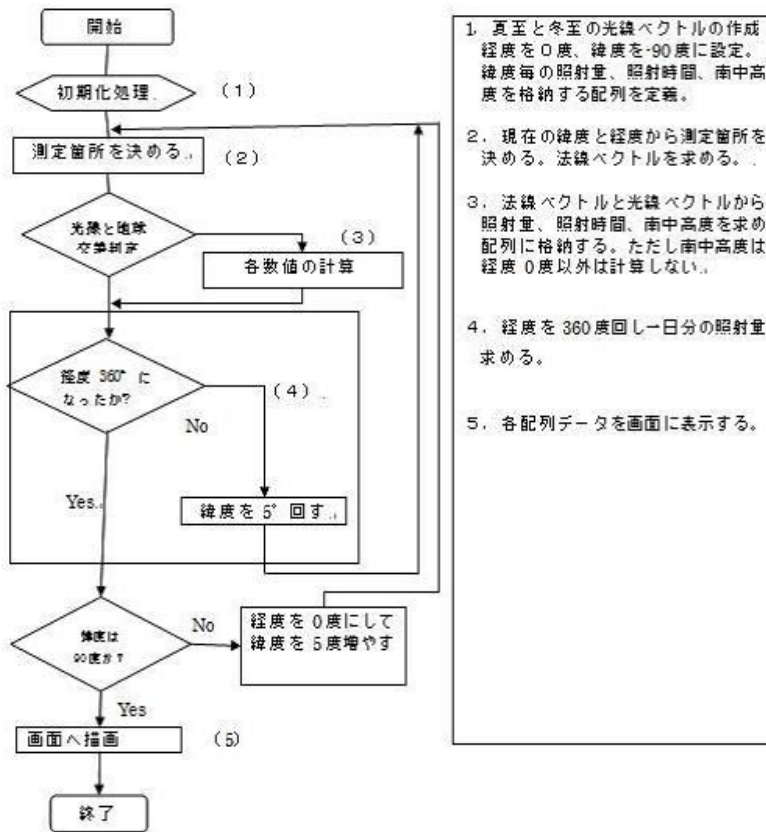 開始
初期化処理.
(1)
測定箇所を決める.
(2)
光線と地球
交差判定
(3)
各数値の計算
経度 360° に
なったか?
(4) .
No
Yes.
緯度を 5° 回す.
緯度は
90度か?
No
経度を 0度にして
緯度を 5度増やす
Yes
画面へ描画
(5)
終了
1. 夏至と冬至の光線ベクトルの作成
経度を0度、緯度を-90度に設定。
緯度毎の照射量、照射時間、南中高
度を格納する配列を定義。
2. 現在の緯度と経度から測定箇所を
決める。法線ベクトルを求める。.
3. 法線ベクトルと光線ベクトルから
照射量、照射時間、南中高度を求め
配列に格納する。ただし南中高度は
経度 0度以外は計算しない.
4. 経度を 360度回し一日分の照射量
求める。
5. 各配列データを画面に表示する。